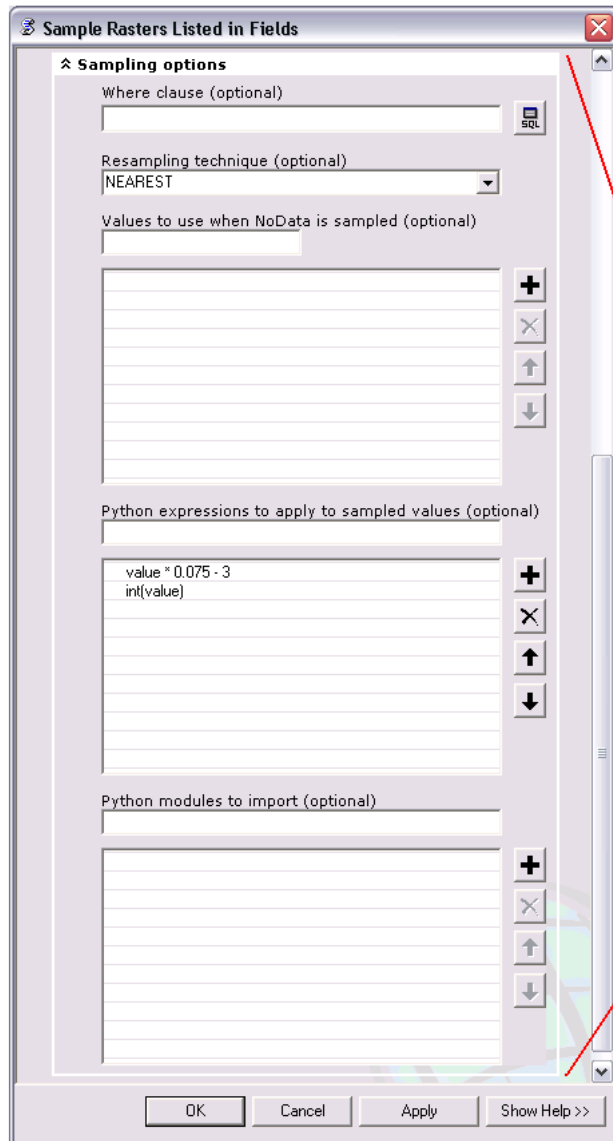 Sample Rasters Listed in Fields
Sampling options
Where clause (optional)
SQL
Resampling technique (optional)
NEAREST
Values to use when NoData is sampled (optional)
Python expressions to apply to sampled values (optional)
value * 0.075 - 3
int(value)
Python modules to import (optional)
OK Cancel Apply Show Help >>